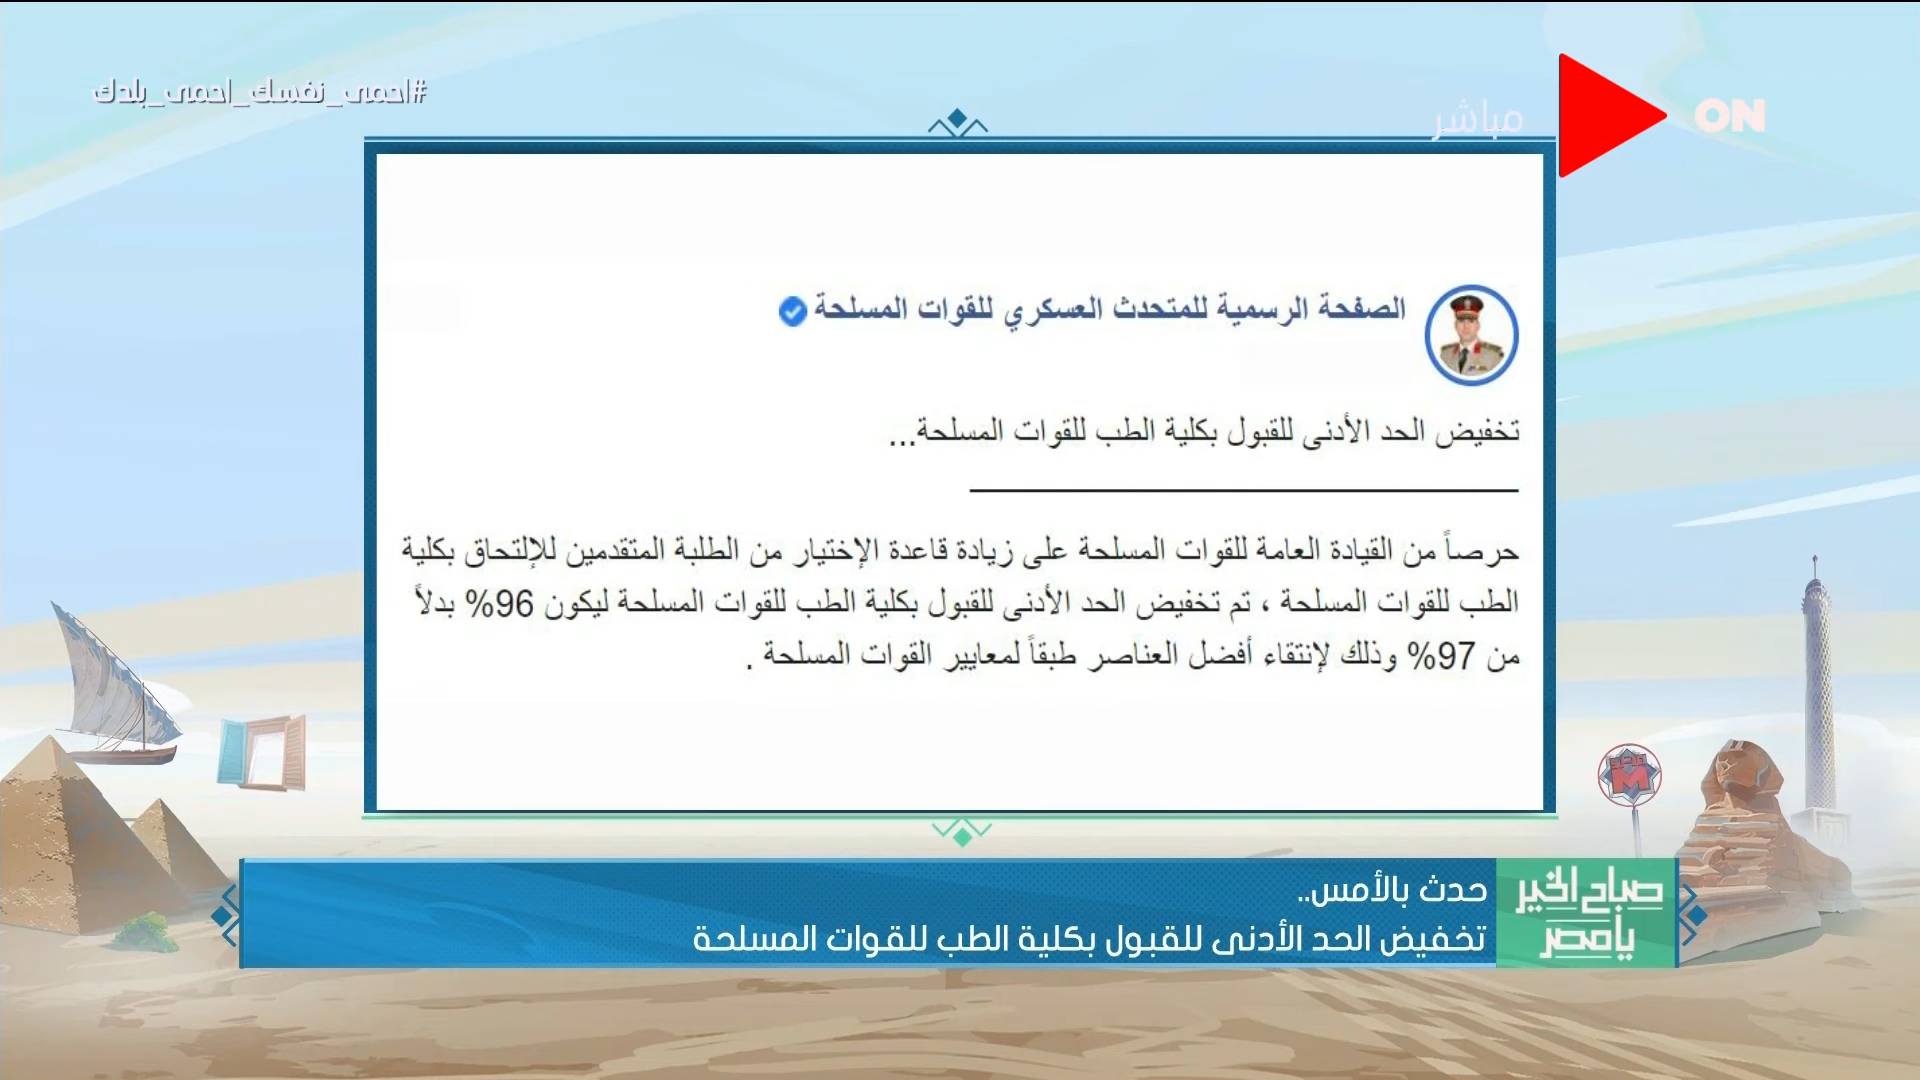 #احمى_نفسك_احمى_بلدك
مباشر
ON
الصفحة الرسمية للمتحدث العسكري للقوات المسلحة
تخفيض الحد الأدنى للقبول بكلية الطب للقوات المسلحة...
حرصاً من القيادة العامة للقوات المسلحة على زيادة قاعدة الإختيار من الطلبة المتقدمين للإلتحاق بكلية
الطب للقوات المسلحة ، تم تخفيض الحد الأدنى للقبول بكلية الطب للقوات المسلحة ليكون 96% بدلاً
من 97% وذلك لإنتقاء أفضل العناصر طبقاً لمعايير القوات المسلحة .
مترو
M
صباح الخير
يا مصر
حدث بالأمس..
تخفيض الحد الأدنى للقبول بكلية الطب للقوات المسلحة